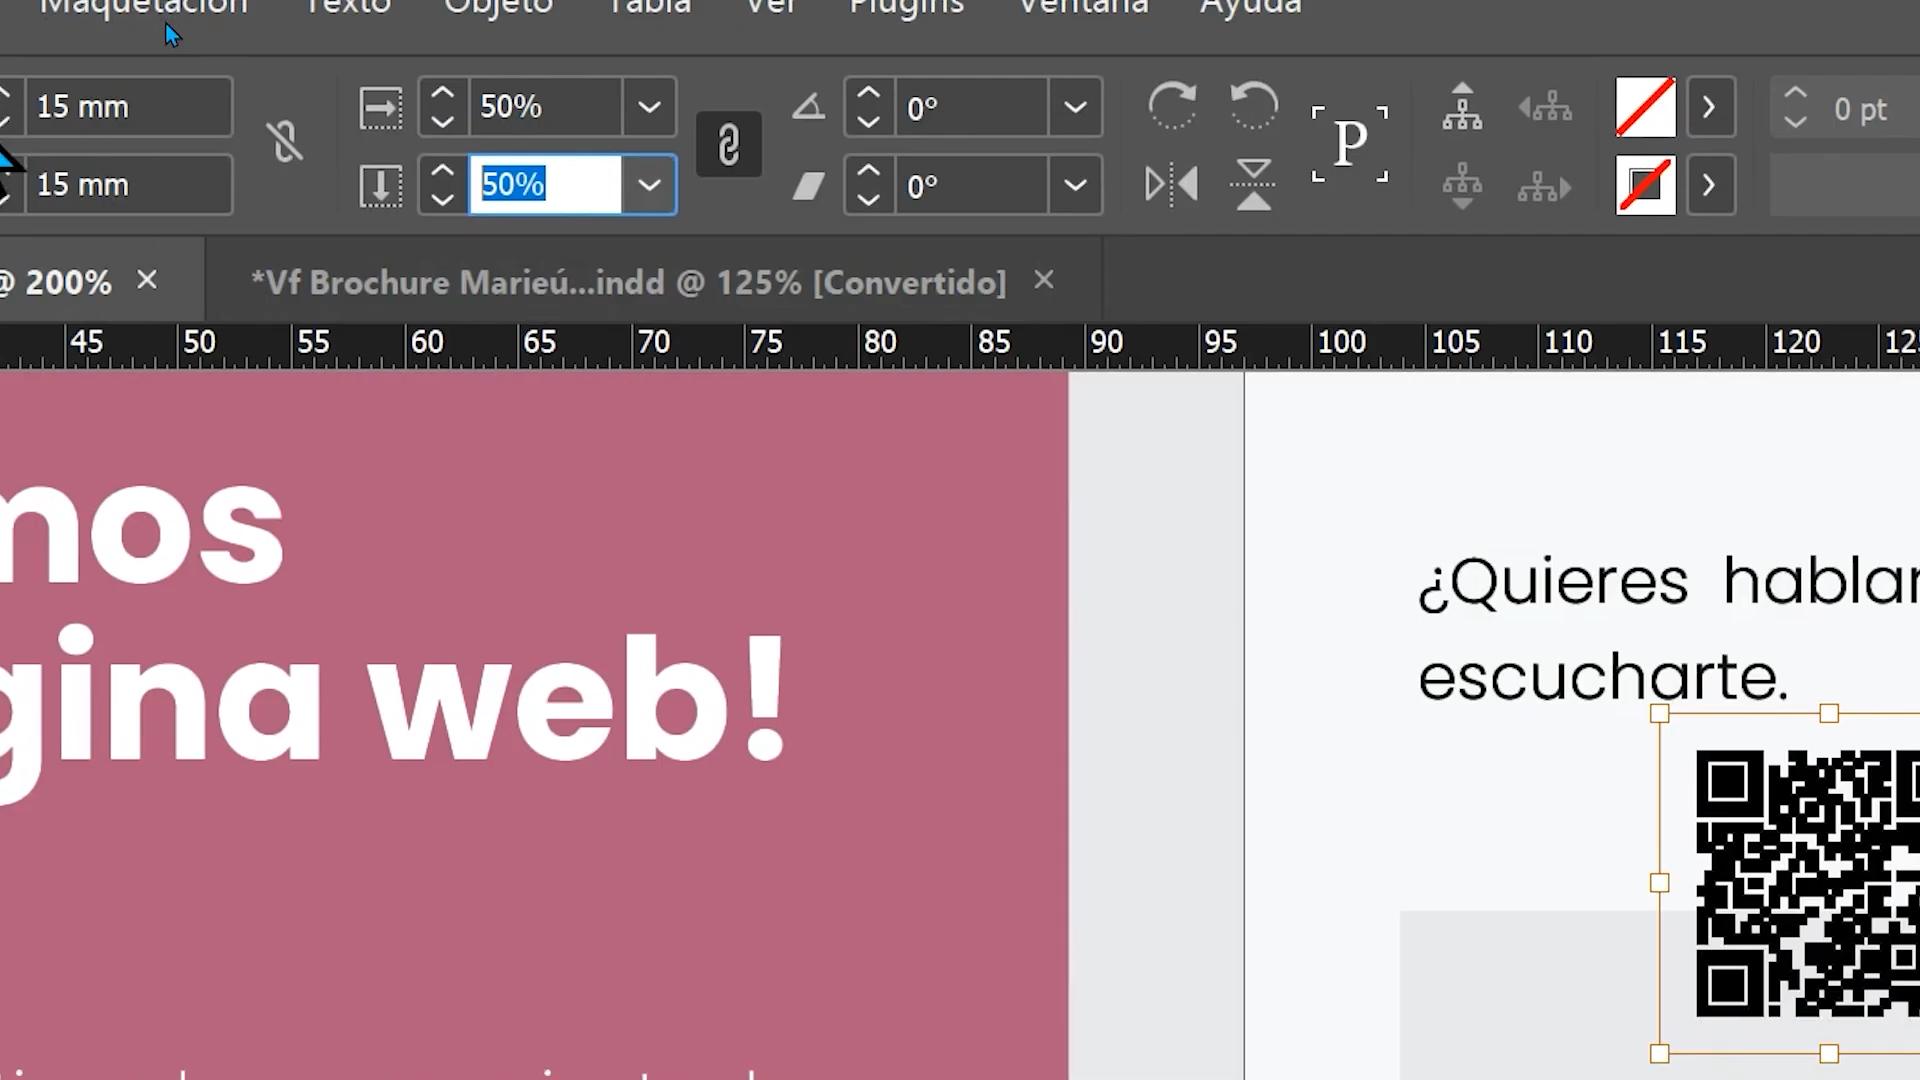 Maquetación Texto Objeto Tabla Ver Plugins Ventana Ayuda
15 mm 50% 0° 0 pt
15 mm 50% 0°
P
@ 200% × *Vf Brochure Marieú...indd @ 125% [Convertido] ×
45 50 55 60 65 70 75 80 85 90 95 100 105 110 115 120 125
mos
gina web!
¿Quieres hablar
escucharte.